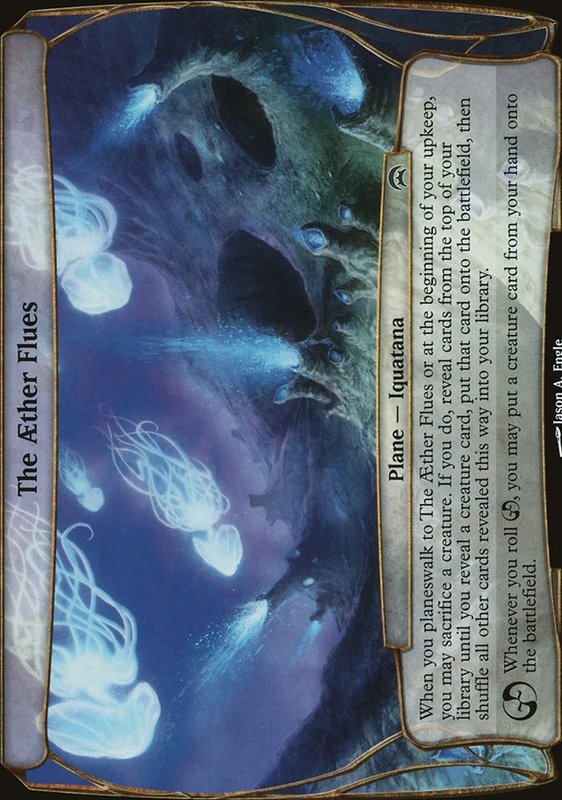 The Æther Flues
Plane — Iquatana
When you planeswalk to The Æther Flues or at the beginning of your upkeep,
you may sacrifice a creature. If you do, reveal cards from the top of your
library until you reveal a creature card, put that card onto the battlefield, then
shuffle all other cards revealed this way into your library.
Whenever you roll , you may put a creature card from your hand onto
the battlefield.
Jason A. Engle